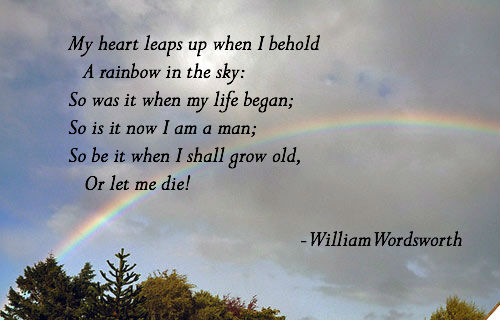 My heart leaps up when I behold
A rainbow in the sky:
So was it when my life began;
So is it now I am a man;
So be it when I shall grow old,
Or let me die!
-William Wordsworth